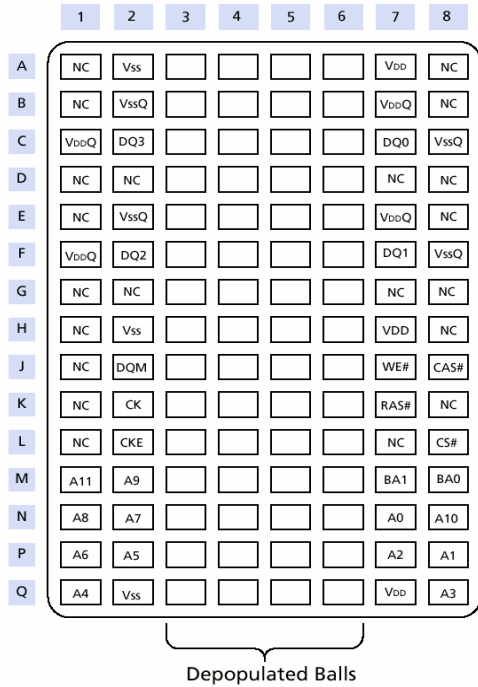 1 2 3 4 5 6 7 8
A NC Vss VDD NC
B NC VssQ VDDQ NC
C VDDQ DQ3 DQ0 VssQ
D NC NC NC NC
E NC VssQ VDDQ NC
F VDDQ DQ2 DQ1 VssQ
G NC NC NC NC
H NC Vss VDD NC
J NC DQM WE# CAS#
K NC CK RAS# NC
L NC CKE NC CS#
M A11 A9 BA1 BA0
N A8 A7 A0 A10
P A6 A5 A2 A1
Q A4 Vss VDD A3
Depopulated Balls